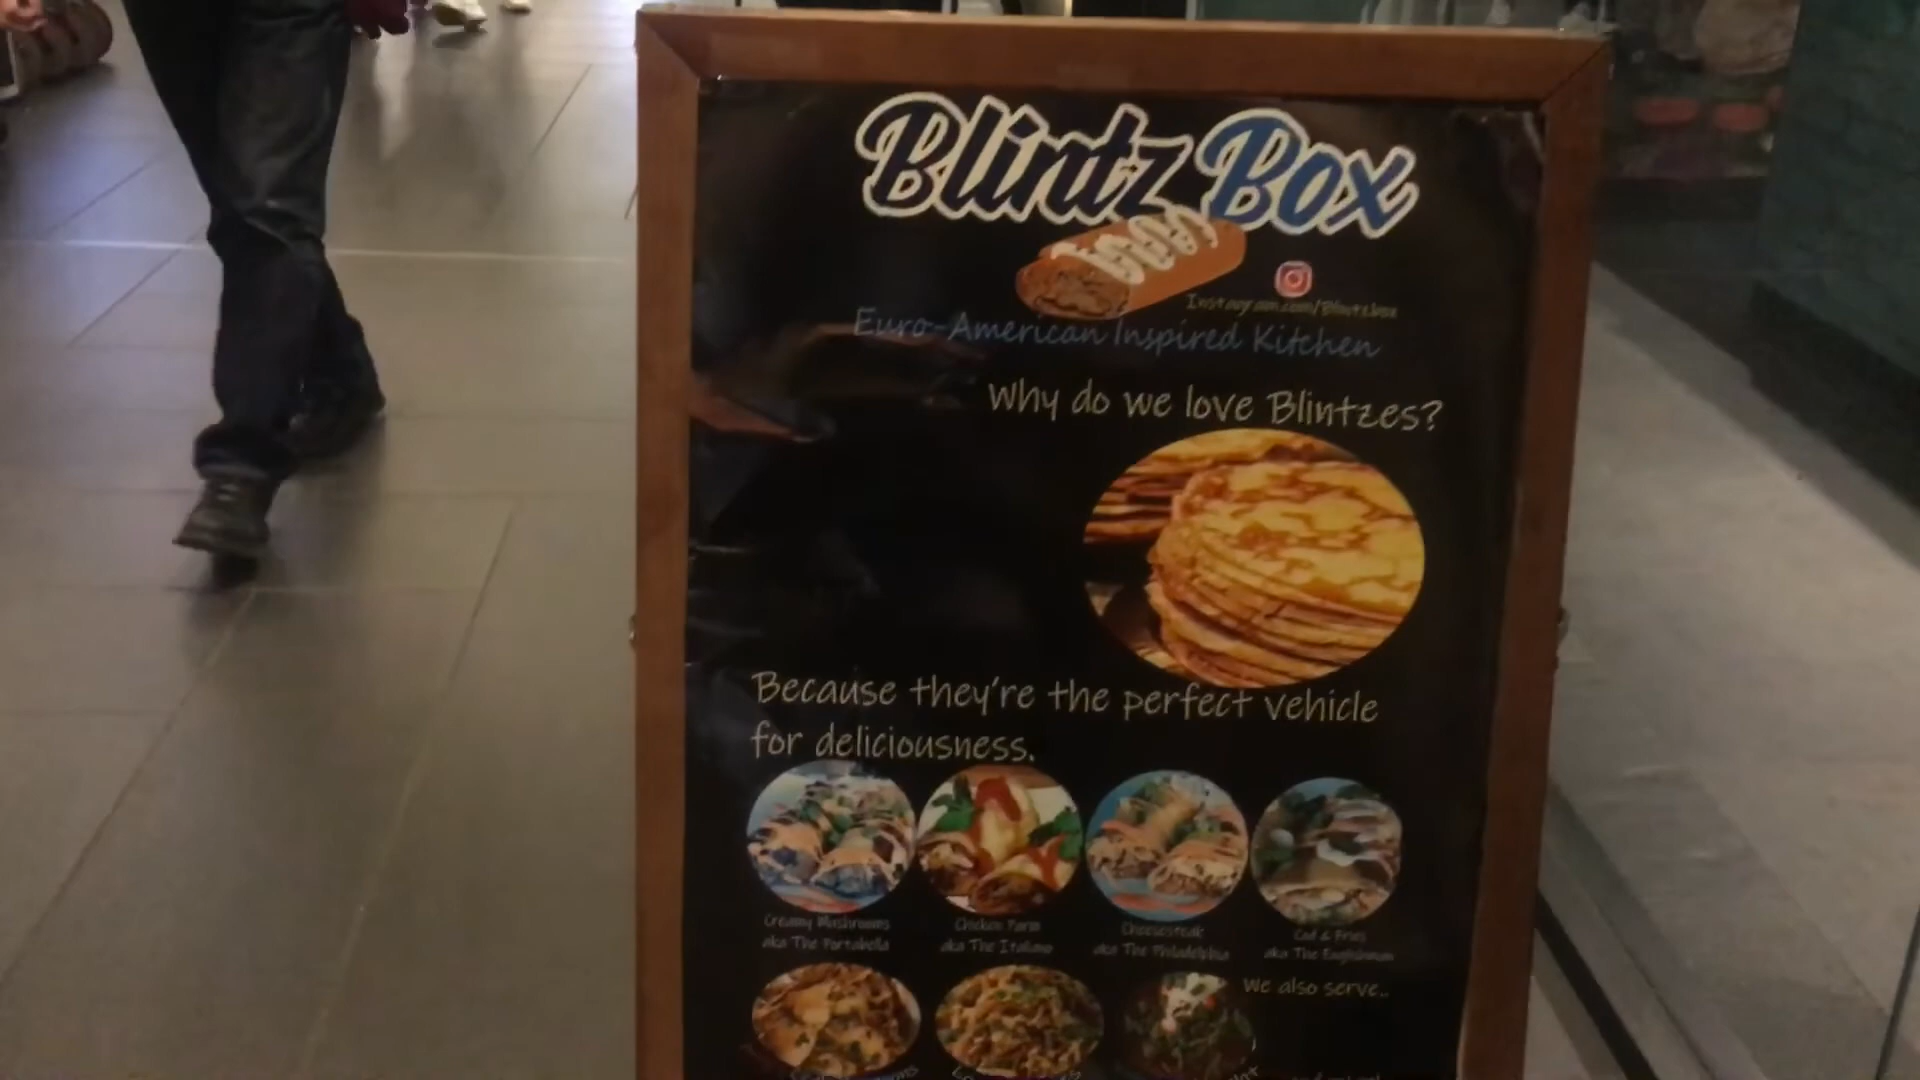 Blintz Box
Instagram.com/Blintzbox
Euro-American Inspired Kitchen
Why do we love Blintzes?
Because they're the perfect vehicle
for deliciousness.
Creamy Mushrooms
aka The Portabella
Chicken Parm
aka The Italiano
Cheesesteak
aka The Philadelphia
Cod & Fries
aka The Englishman
We also serve..